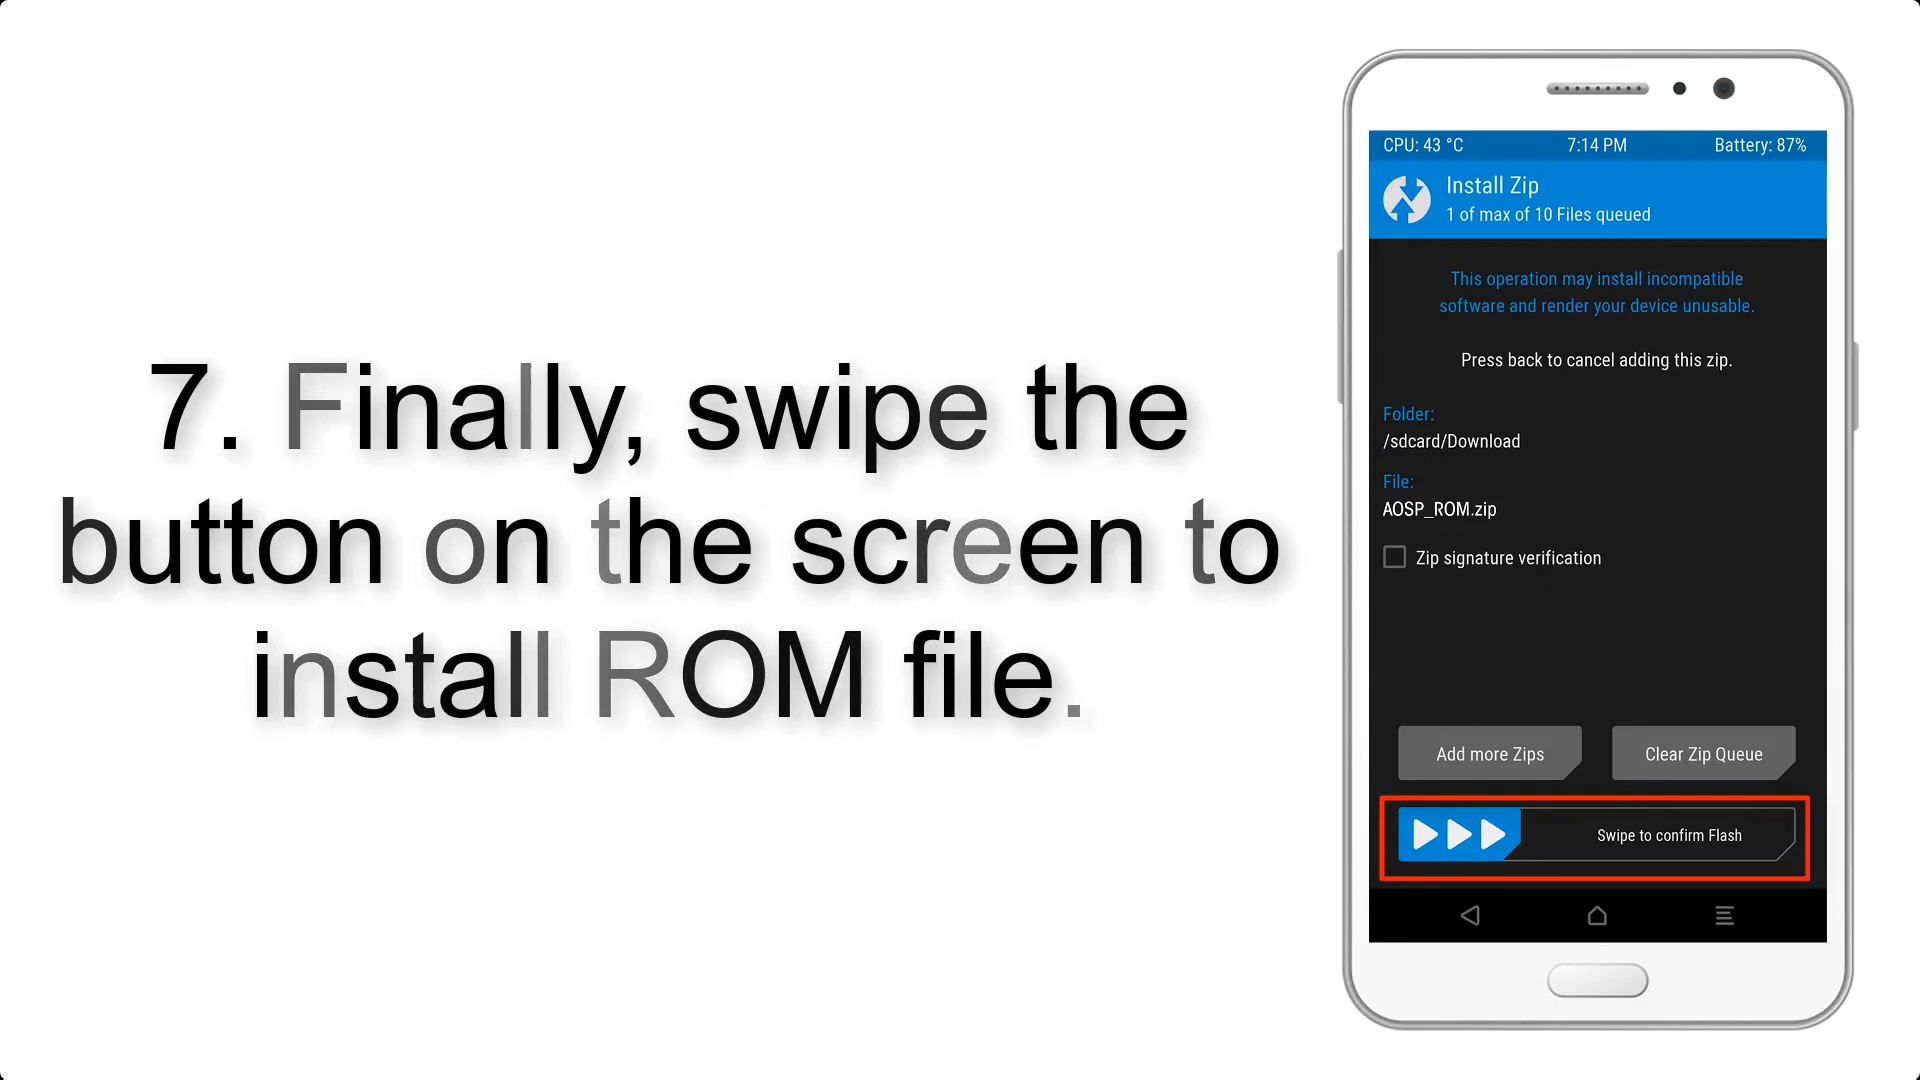 7. Finally, swipe the
button on the screen to
install ROM file.
CPU: 43 °C 7:14 PM Battery: 87%
Install Zip
1 of max of 10 Files queued
This operation may install incompatible
software and render your device unusable.
Press back to cancel adding this zip.
Folder:
/sdcard/Download
File:
AOSP_ROM.zip
Zip signature verification
Add more Zips Clear Zip Queue
Swipe to confirm Flash